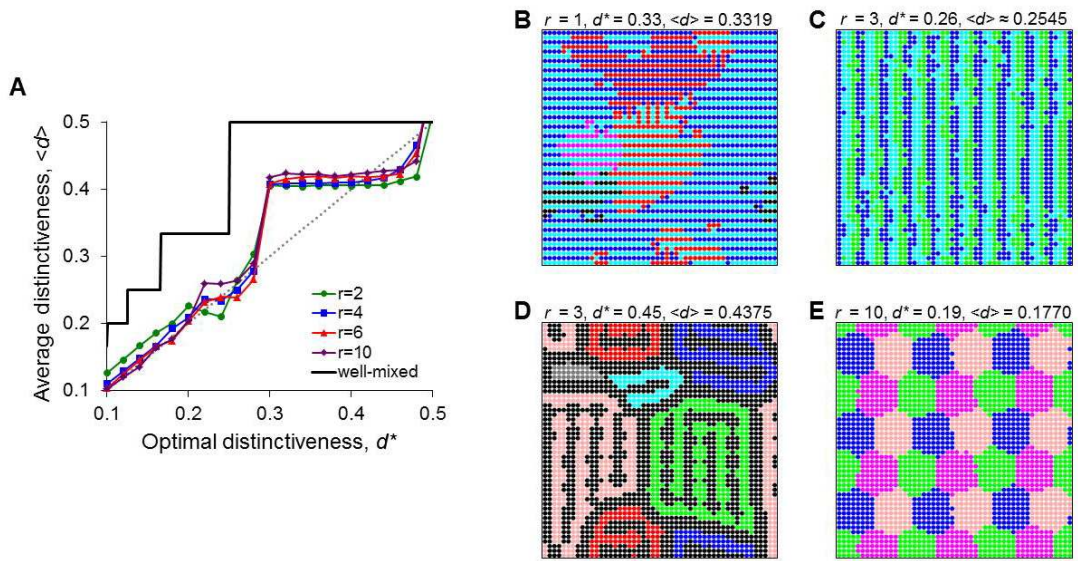 A
0.5
0.4
0.3
0.2
0.1
Average distinctiveness, <d>
r=2
r=4
r=6
r=10
well-mixed
0.1 0.2 0.3 0.4 0.5
Optimal distinctiveness, d*
B r = 1, d* = 0.33, <d> = 0.3319
C r = 3, d* = 0.26, <d> ≈ 0.2545
D r = 3, d* = 0.45, <d> = 0.4375
E r = 10, d* = 0.19, <d> = 0.1770